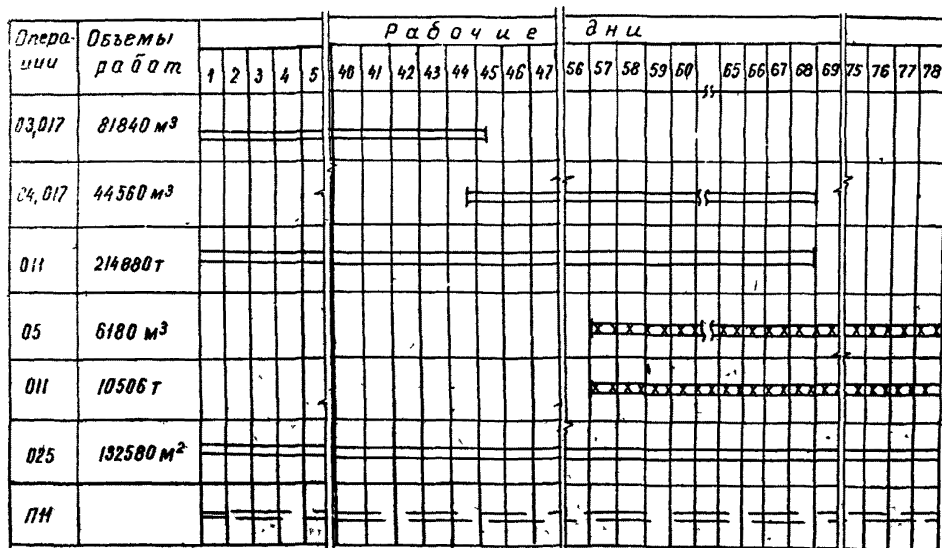 Опера-
ции
Объемы
работ
Рабочие дни
1 2 3 4 5 40 41 42 43 44 45 46 47 56 57 58 59 60 65 66 67 68 69 75 76 77 78
03,017 81840 м³
04,017 44560 м³
011 214880 т
05 6180 м³
011 10506 т
025 132580 м²
ПН